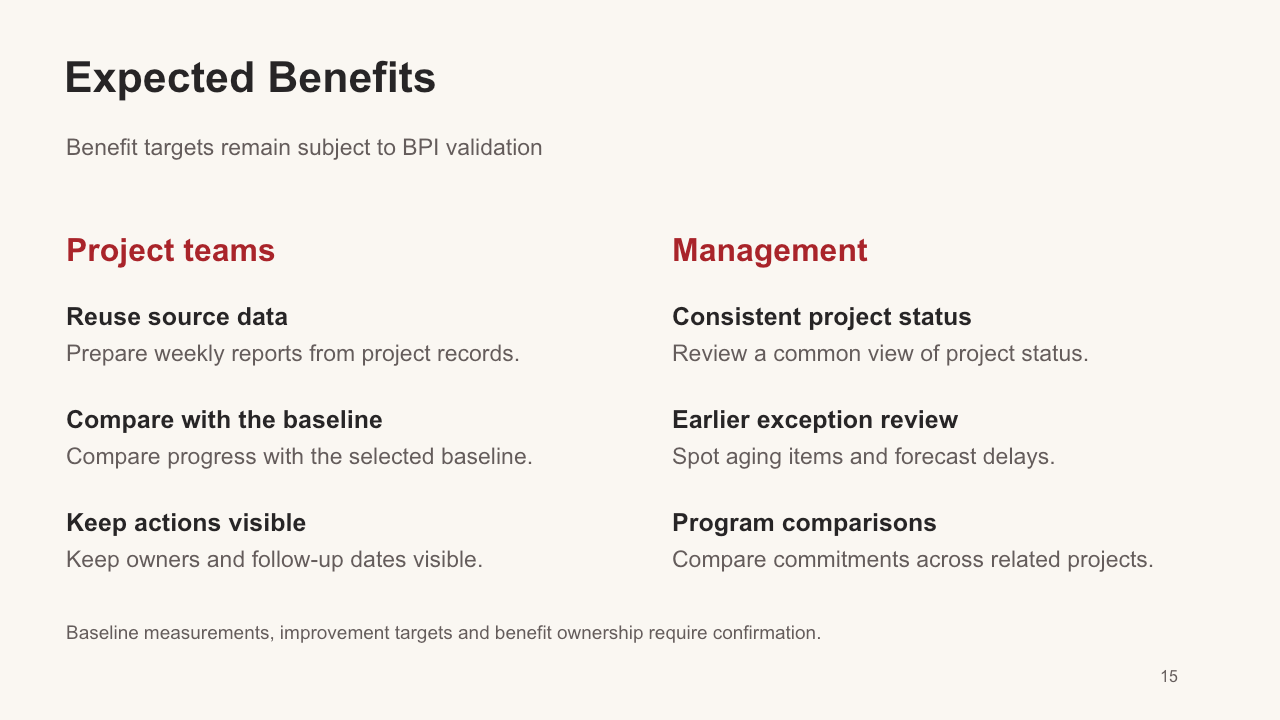 Expected Benefits
Benefit targets remain subject to BPI validation
Project teams
Reuse source data
Prepare weekly reports from project records.
Compare with the baseline
Compare progress with the selected baseline.
Keep actions visible
Keep owners and follow-up dates visible.
Management
Consistent project status
Review a common view of project status.
Earlier exception review
Spot aging items and forecast delays.
Program comparisons
Compare commitments across related projects.
Baseline measurements, improvement targets and benefit ownership require confirmation.
15